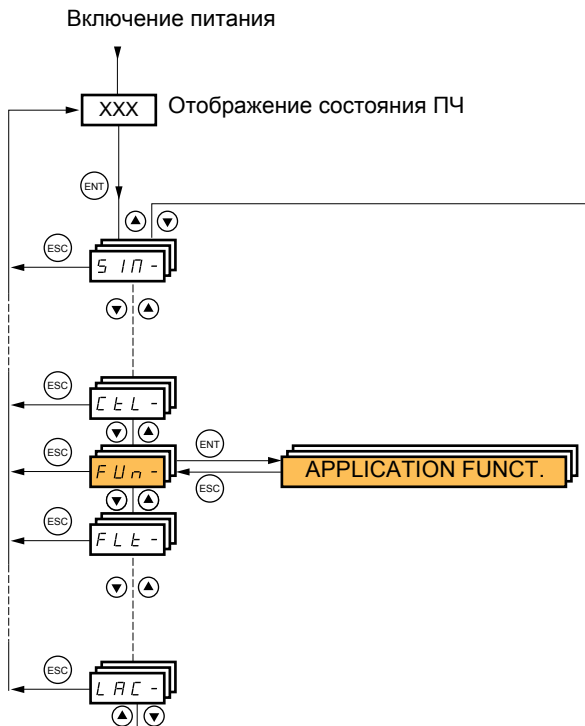 Включение питания
XXX
Отображение состояния ПЧ
ENT
ESC
SIM-
ESC
CtL-
ESC
FUn-
ENT
ESC
APPLICATION FUNCT.
ESC
FLt-
ESC
LAC-